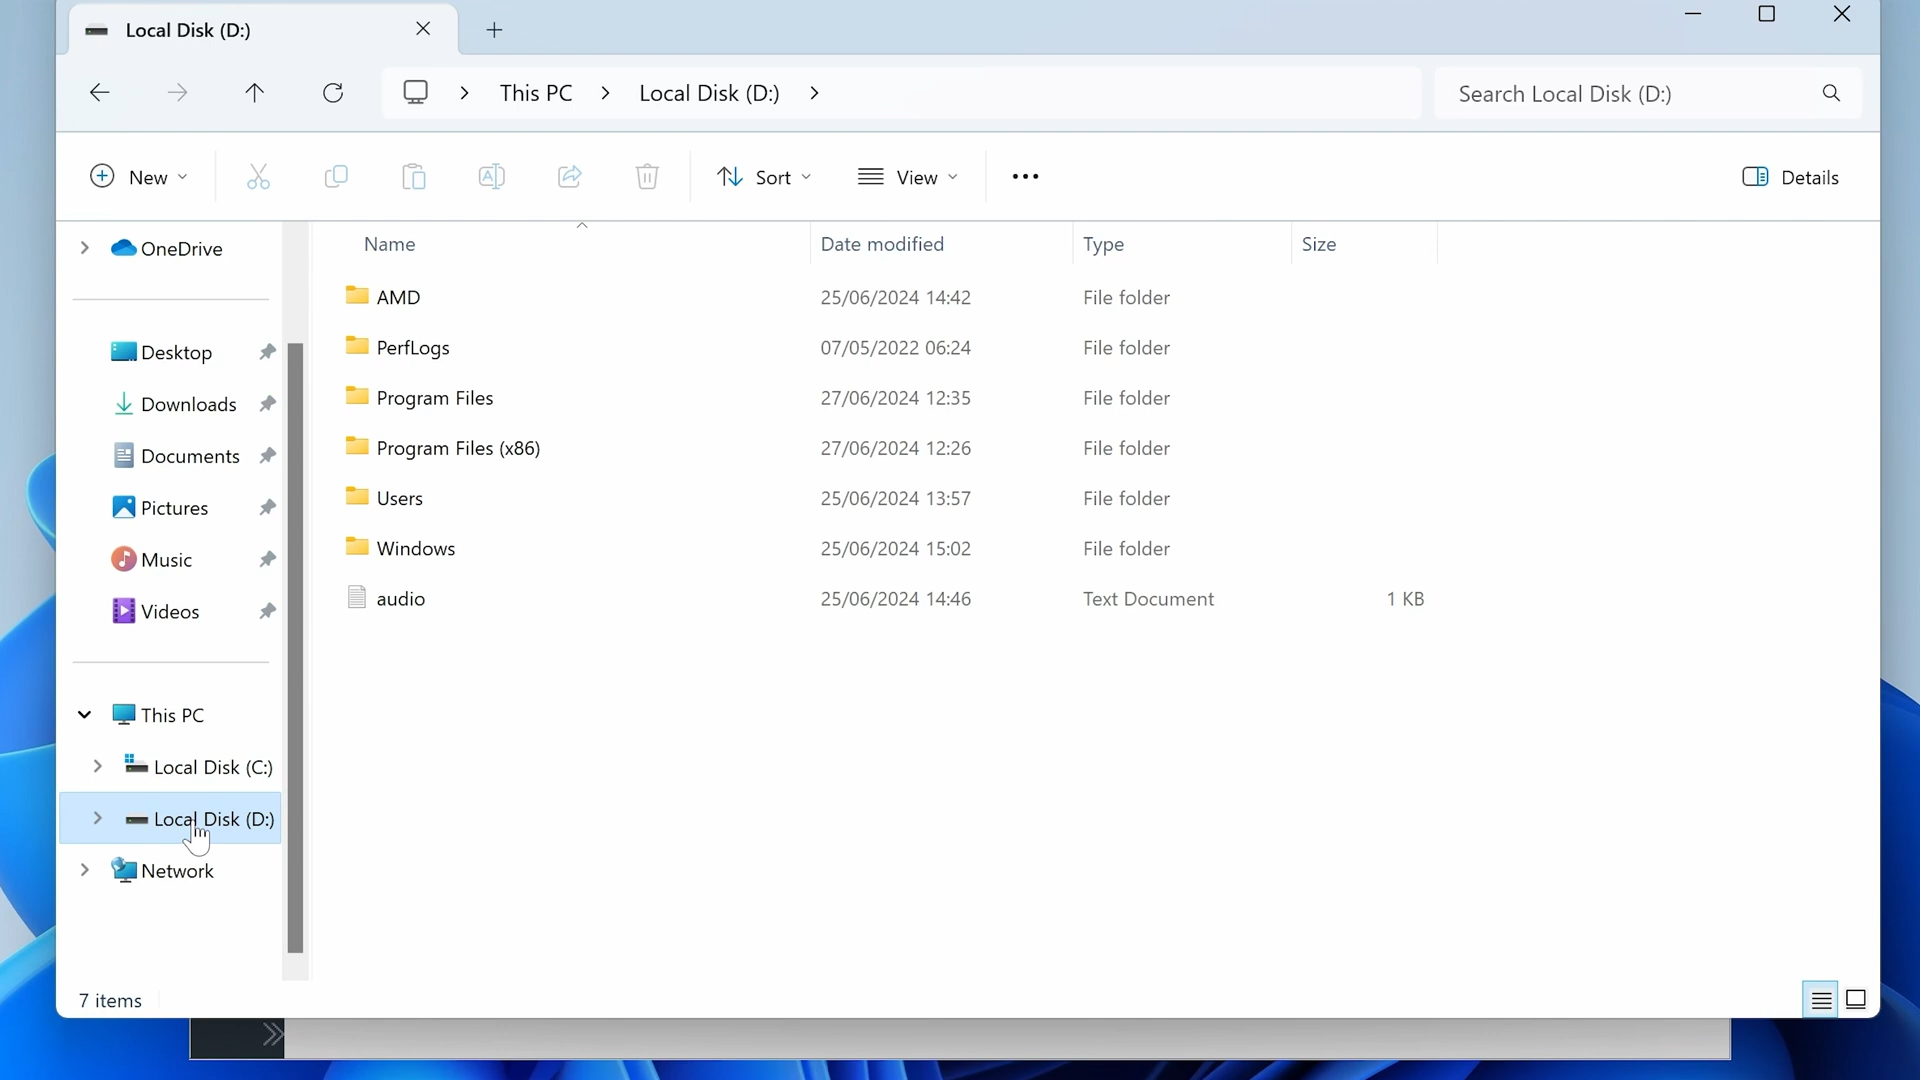 Local Disk (D:)
This PC Local Disk (D:)
Search Local Disk (D:)
New
Sort
View
Details
OneDrive
Desktop
Downloads
Documents
Pictures
Music
Videos
This PC
Local Disk (C:)
Local Disk (D:)
Network
Name Date modified Type Size
AMD 25/06/2024 14:42 File folder
PerfLogs 07/05/2022 06:24 File folder
Program Files 27/06/2024 12:35 File folder
Program Files (x86) 27/06/2024 12:26 File folder
Users 25/06/2024 13:57 File folder
Windows 25/06/2024 15:02 File folder
audio 25/06/2024 14:46 Text Document 1 KB
7 items